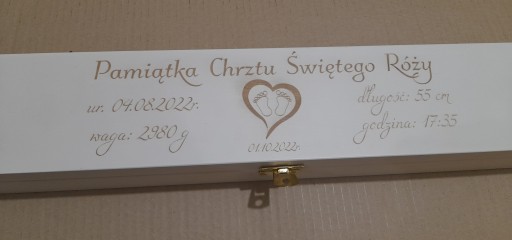 Pamiątka Chrztu Świętego Róży
ur. 04.08.2022r.
waga: 2980 g
długość: 55 cm
godzina: 17:35
01.10.2022r.